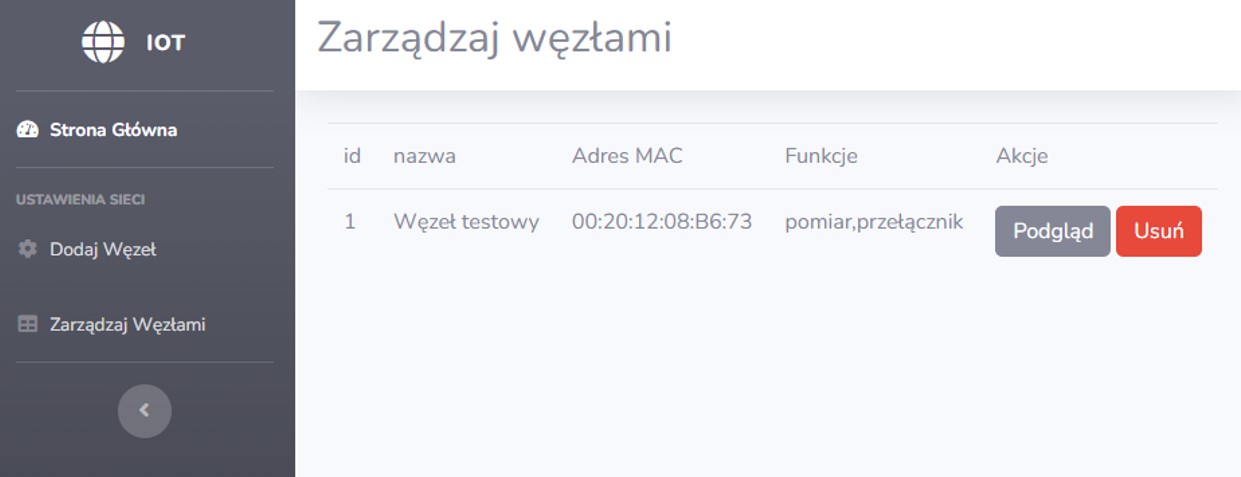 IOT
Strona Główna
USTAWIENIA SIECI
Dodaj Węzeł
Zarządzaj Węzłami
Zarządzaj węzłami
id nazwa Adres MAC Funkcje Akcje
1 Węzeł testowy 00:20:12:08:B6:73 pomiar,przełącznik Podgląd Usuń